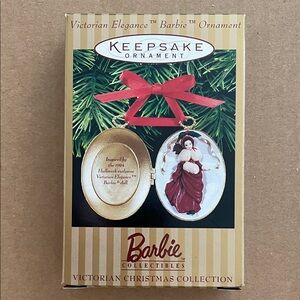 Victorian Elegance™ Barbie™ Ornament
KEEPSAKE
ORNAMENT
Inspired by
the 1994
Hallmark exclusive
Victorian Elegance™
Barbie® doll
Barbie™
COLLECTIBLES
VICTORIAN CHRISTMAS COLLECTION